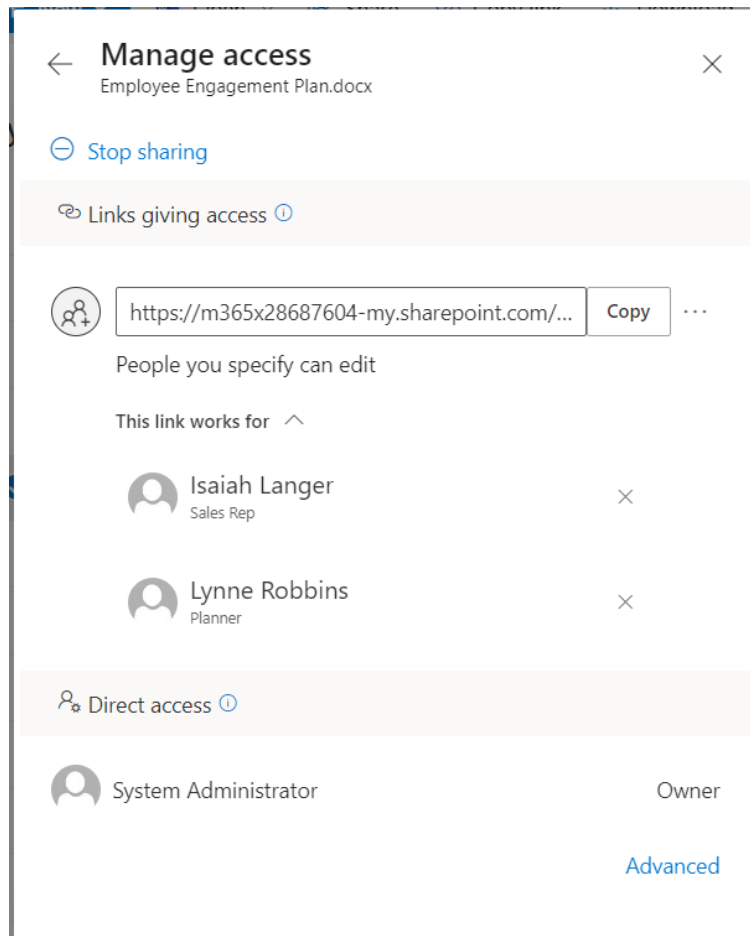 Manage access
Employee Engagement Plan.docx
Stop sharing
Links giving access
https://m365x28687604-my.sharepoint.com/... Copy ...
People you specify can edit
This link works for
Isaiah Langer
Sales Rep
Lynne Robbins
Planner
Direct access
System Administrator Owner
Advanced